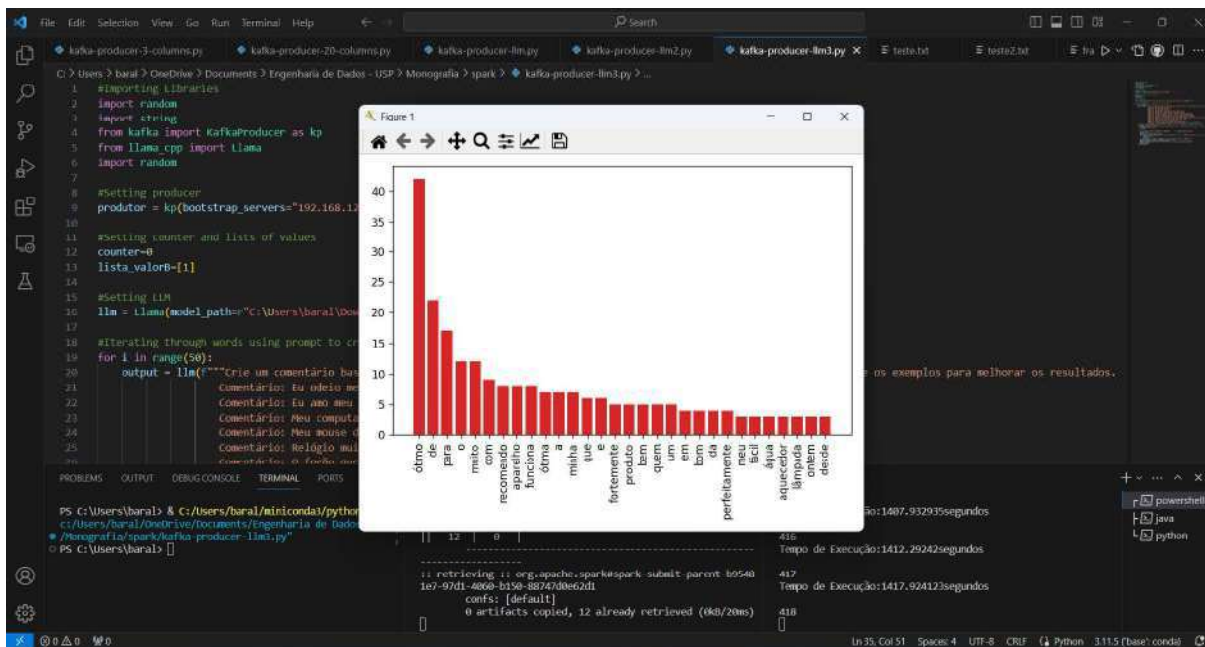 File Edit Selection View Go Run Terminal Help
Search
kafka-producer-3-columns.py kafka-producer-20-columns.py kafka-producer-llm.py kafka-producer-llm2.py kafka-producer-llm3.py teste.txt teste2.txt
C: > Users > baral > OneDrive > Documents > Engenharia de Dados - USP > Monografia > spark > kafka-producer-llm3.py > ...
1 #Importing Libraries
2 import random
3 import string
4 from kafka import KafkaProducer as kp
5 from llama_cpp import Llama
6 import random
7
8 #Setting producer
9 produtor = kp(bootstrap_servers="192.168.12
10
11 #Setting counter and lists of values
12 counter=0
13 lista_valorB=[1]
14
15 #Setting LLM
16 llm = Llama(model_path=r"C:\Users\baral\Dow
17
18 #Iterating through words using prompt to cr
19 for i in range(50):
20 output = llm(f"""Crie um comentário bas
os exemplos para melhorar os resultados.
21 Comentário: Eu odeio me
22 Comentário: Eu amo meu
23 Comentário: Meu computa
24 Comentário: Meu mouse d
25 Comentário: Relógio mui
Figure 1
40
35
30
25
20
15
10
5
0
ótmo
de
para
o
muito
com
recomendo
aparelho
funciona
ótma
a
minha
que
e
fortemente
produto
bem
quem
um
em
bom
da
perfeitamente
meu
fácil
água
aquecedor
lâmpida
ontem
desde
PROBLEMS OUTPUT DEBUG CONSOLE TERMINAL PORTS
PS C:\Users\baral> & C:/Users/baral/miniconda3/python
c:/Users/baral/OneDrive/Documents/Engenharia de Dados
/Monografia/spark/kafka-producer-llm3.py"
PS C:\Users\baral>
|| 12 | 0
---------------------
:: retrieving :: org.apache.spark#spark-submit-parent-b9540
1e7-97d1-4060-b150-88747d0e62d1
confs: [default]
0 artifacts copied, 12 already retrieved (0kB/20ms)
ão:1407.932935segundos
416
Tempo de Execução:1412.29242segundos
417
Tempo de Execução:1417.924123segundos
418
powershell
java
python
0 0 0
Ln 35, Col 51 Spaces: 4 UTF-8 CRLF Python 3.11.5 ('base': conda)